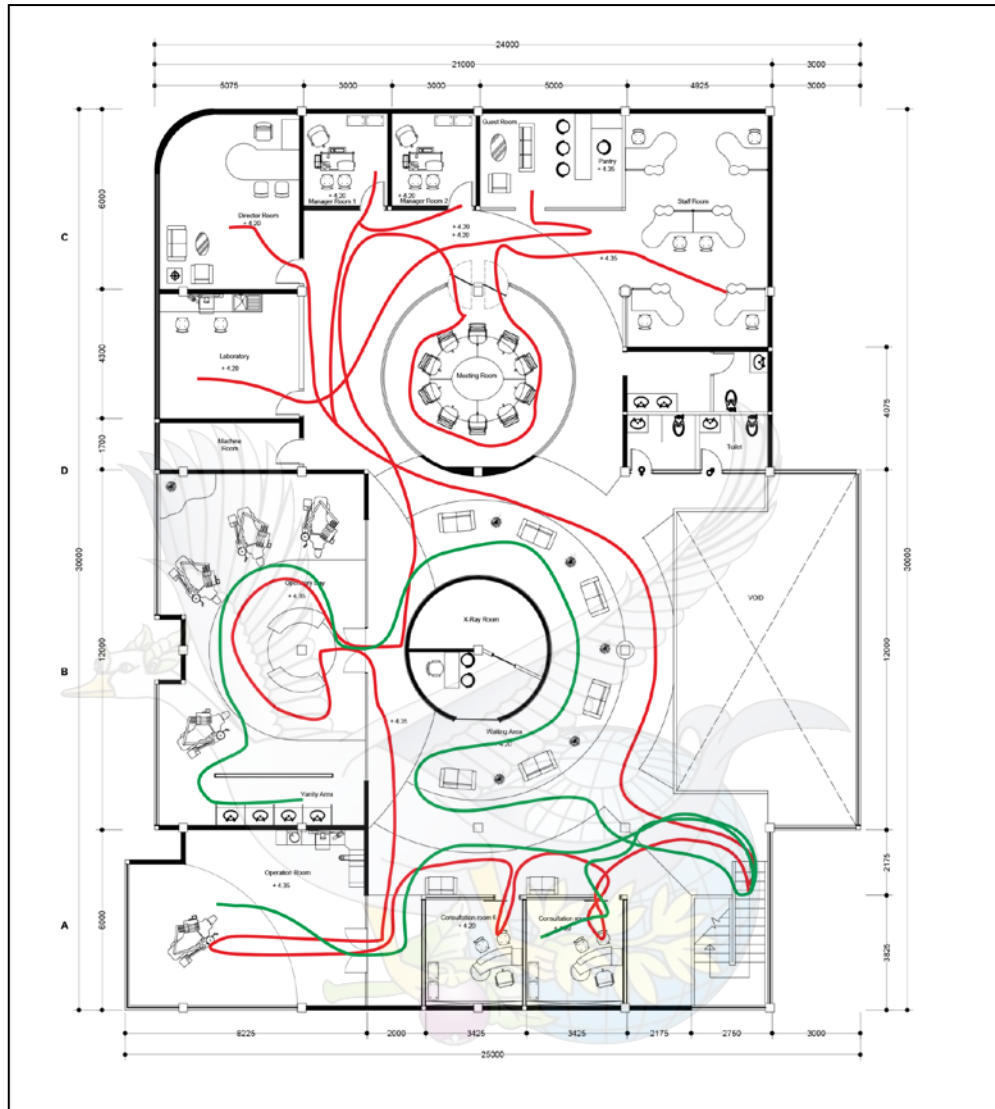 24000
21000
3000
5075
3000
3000
5000
4925
3000
Guest Room
Pantry
+ 4.35
+ 4.20
Manager Room 1
+ 4.20
Manager Room 2
Staff Room
Director Room
+ 4.20
+ 4.20
+ 4.20
+ 4.35
6000
C
Laboratory
+ 4.20
Meeting Room
4300
4075
Machine
Room
Toilet
1700
D
30000
30000
Operatory Bay
+ 4.35
X-Ray Room
VOID
12000
12000
B
+ 4.35
Waiting Area
4.20
Vanity Area
Operation Room
+ 4.35
2175
Consultation room 6
+ 4.20
Consultation room
6000
A
3825
8225
2000
3425
3425
2175
2750
3000
25000